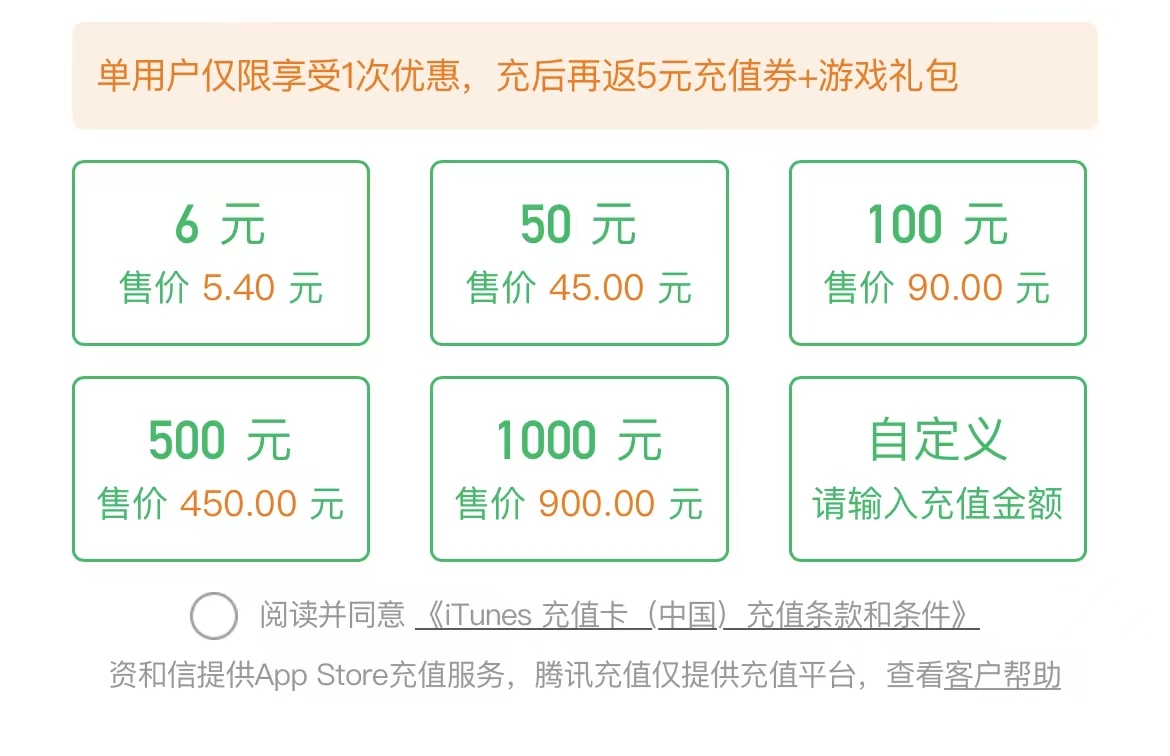 单用户仅限享受1次优惠，充后再返5元充值券+游戏礼包
6 元
售价 5.40 元
50 元
售价 45.00 元
100 元
售价 90.00 元
500 元
售价 450.00 元
1000 元
售价 900.00 元
自定义
请输入充值金额
阅读并同意 《iTunes 充值卡（中国）充值条款和条件》
资和信提供App Store充值服务，腾讯充值仅提供充值平台，查看客户帮助